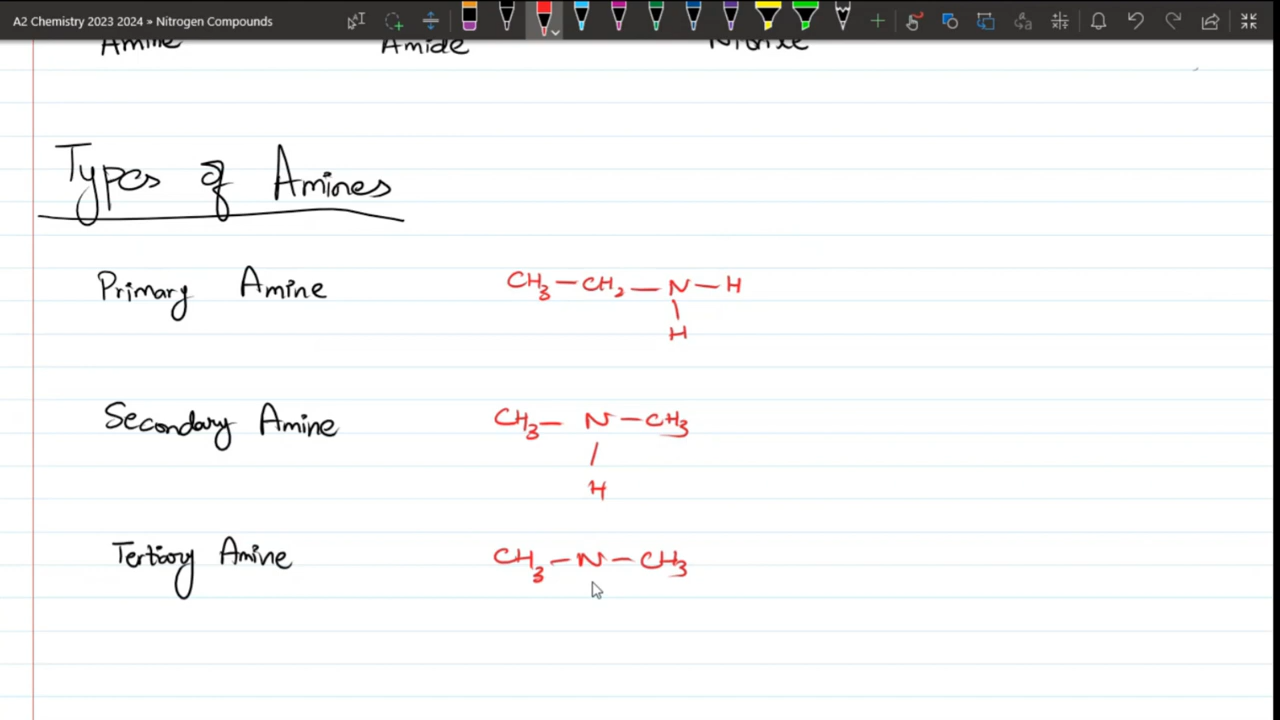 A2 Chemistry 2023 2024 » Nitrogen Compounds
Amine Amide
Types of Amines
Primary Amine CH3 — CH2 — N — H
H
Secondary Amine CH3 — N — CH3
H
Tertiary Amine CH3 — N — CH3